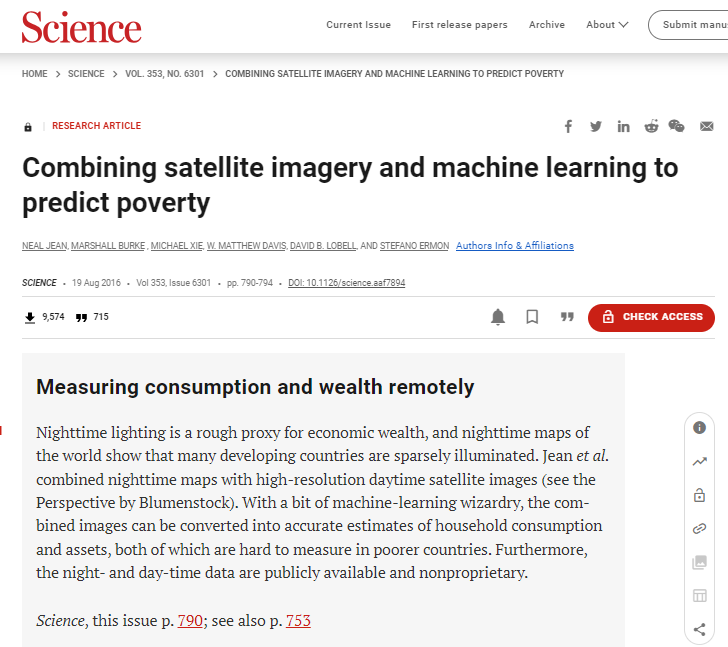 Science
Current Issue First release papers Archive About Submit manu
HOME > SCIENCE > VOL. 353, NO. 6301 > COMBINING SATELLITE IMAGERY AND MACHINE LEARNING TO PREDICT POVERTY
RESEARCH ARTICLE
Combining satellite imagery and machine learning to
predict poverty
NEAL JEAN, MARSHALL BURKE , MICHAEL XIE, W. MATTHEW DAVIS, DAVID B. LOBELL, AND STEFANO ERMON Authors Info & Affiliations
SCIENCE • 19 Aug 2016 • Vol 353, Issue 6301 • pp. 790-794 • DOI: 10.1126/science.aaf7894
9,574 715
CHECK ACCESS
Measuring consumption and wealth remotely
Nighttime lighting is a rough proxy for economic wealth, and nighttime maps of
the world show that many developing countries are sparsely illuminated. Jean et al.
combined nighttime maps with high-resolution daytime satellite images (see the
Perspective by Blumenstock). With a bit of machine-learning wizardry, the com-
bined images can be converted into accurate estimates of household consumption
and assets, both of which are hard to measure in poorer countries. Furthermore,
the night- and day-time data are publicly available and nonproprietary.
Science, this issue p. 790; see also p. 753